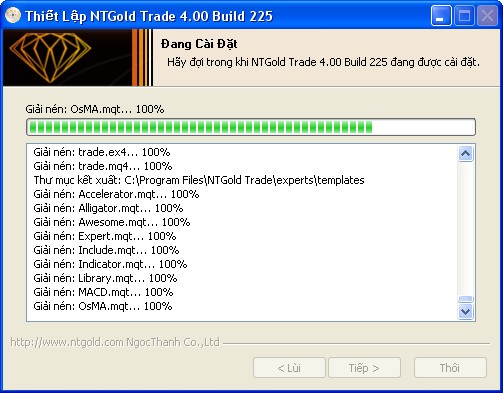 Thiết Lập NTGold Trade 4.00 Build 225
Đang Cài Đặt
Hãy đợi trong khi NTGold Trade 4.00 Build 225 đang được cài đặt.
Giải nén: OsMA.mqt... 100%
Giải nén: trade.ex4... 100%
Giải nén: trade.mq4... 100%
Thư mục kết xuất: C:\Program Files\NTGold Trade\experts\templates
Giải nén: Accelerator.mqt... 100%
Giải nén: Alligator.mqt... 100%
Giải nén: Awesome.mqt... 100%
Giải nén: Expert.mqt... 100%
Giải nén: Include.mqt... 100%
Giải nén: Indicator.mqt... 100%
Giải nén: Library.mqt... 100%
Giải nén: MACD.mqt... 100%
Giải nén: OsMA.mqt... 100%
http://www.ntgold.com NgocThanh Co.,Ltd
< Lùi
Tiếp >
Thôi